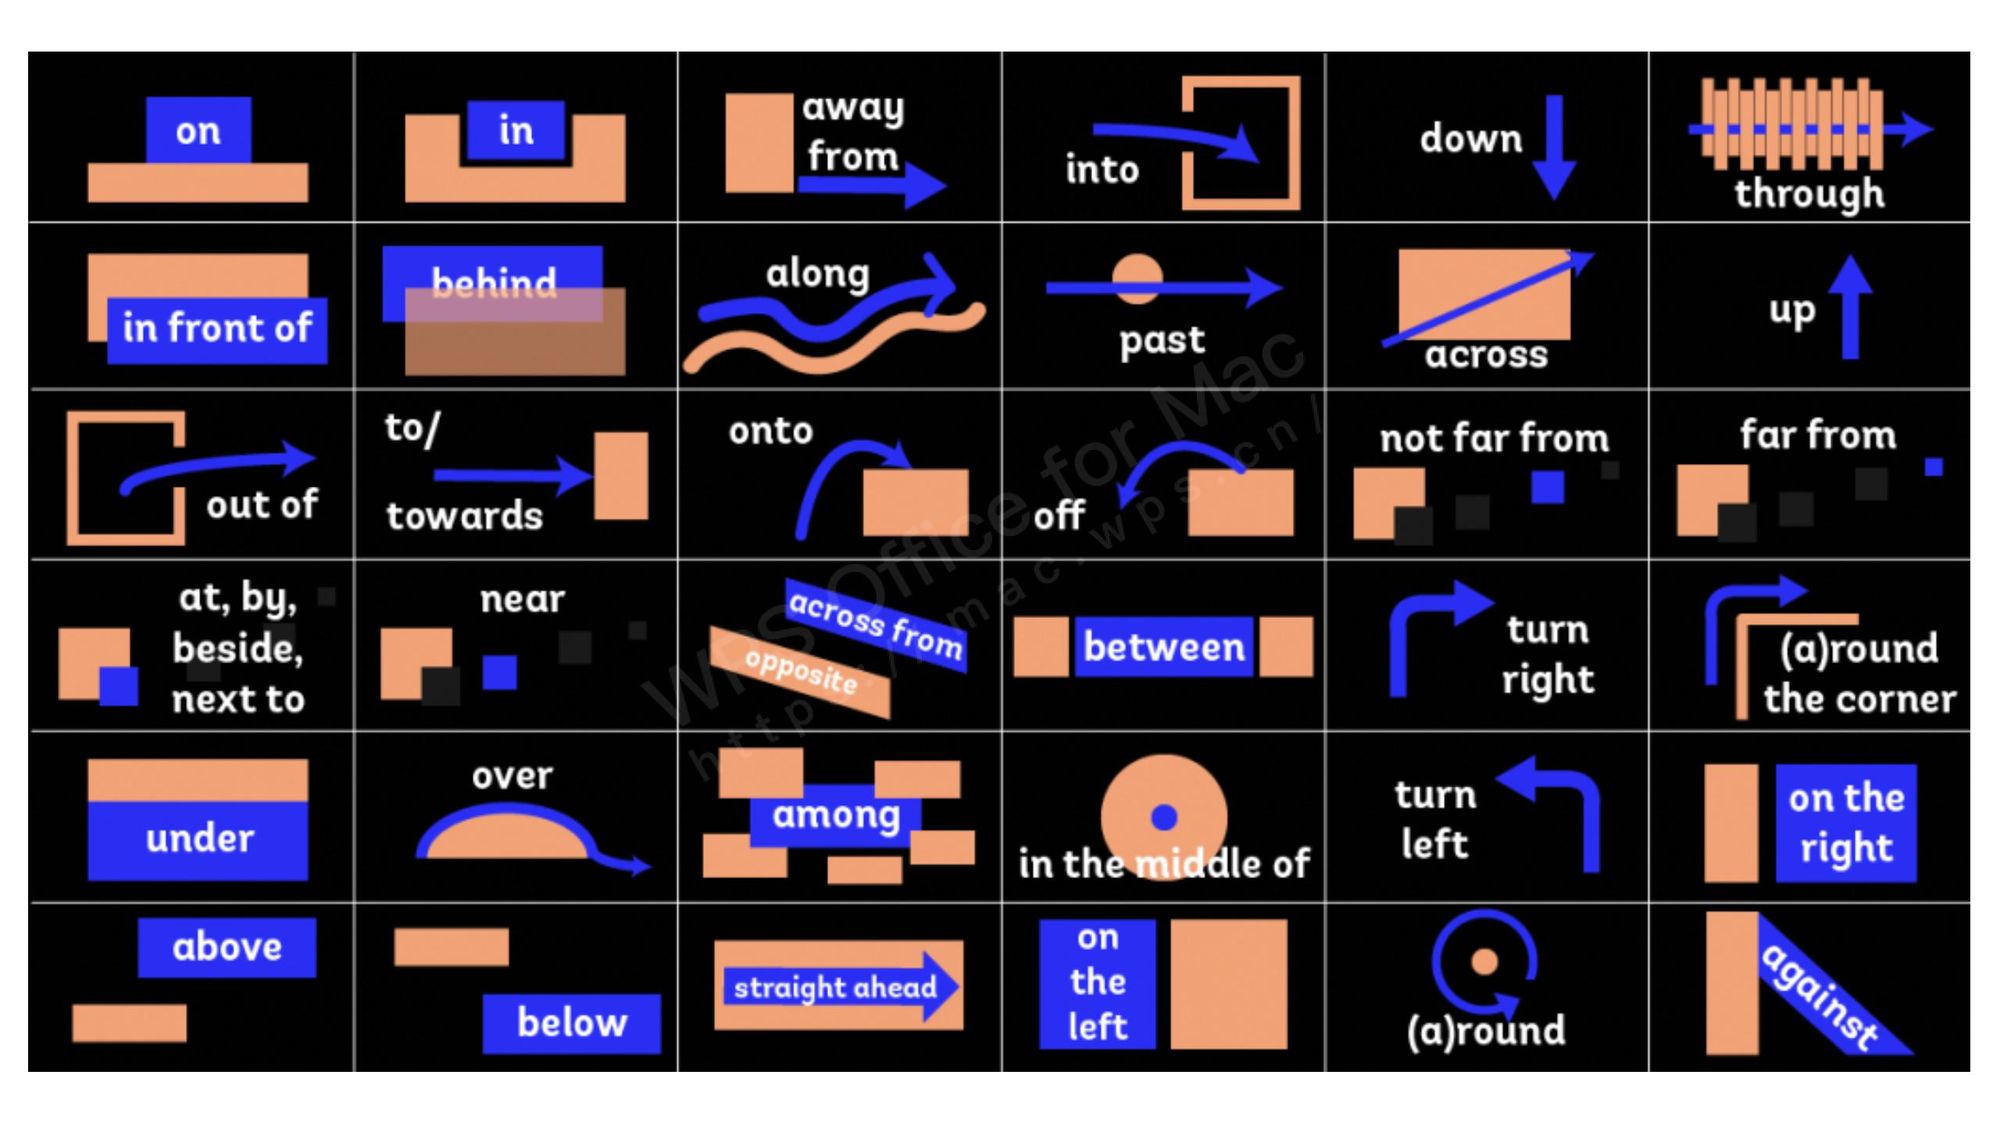 on
in
away
from
into
down
through
in front of
behind
along
past
across
up
out of
to/
towards
onto
off
not far from
far from
at, by,
beside,
next to
near
across from
opposite
between
turn
right
(a)round
the corner
under
over
among
in the middle of
turn
left
on the
right
above
below
straight ahead
on
the
left
(a)round
against
WPS Office for Mac
http://mac.wps.cn/